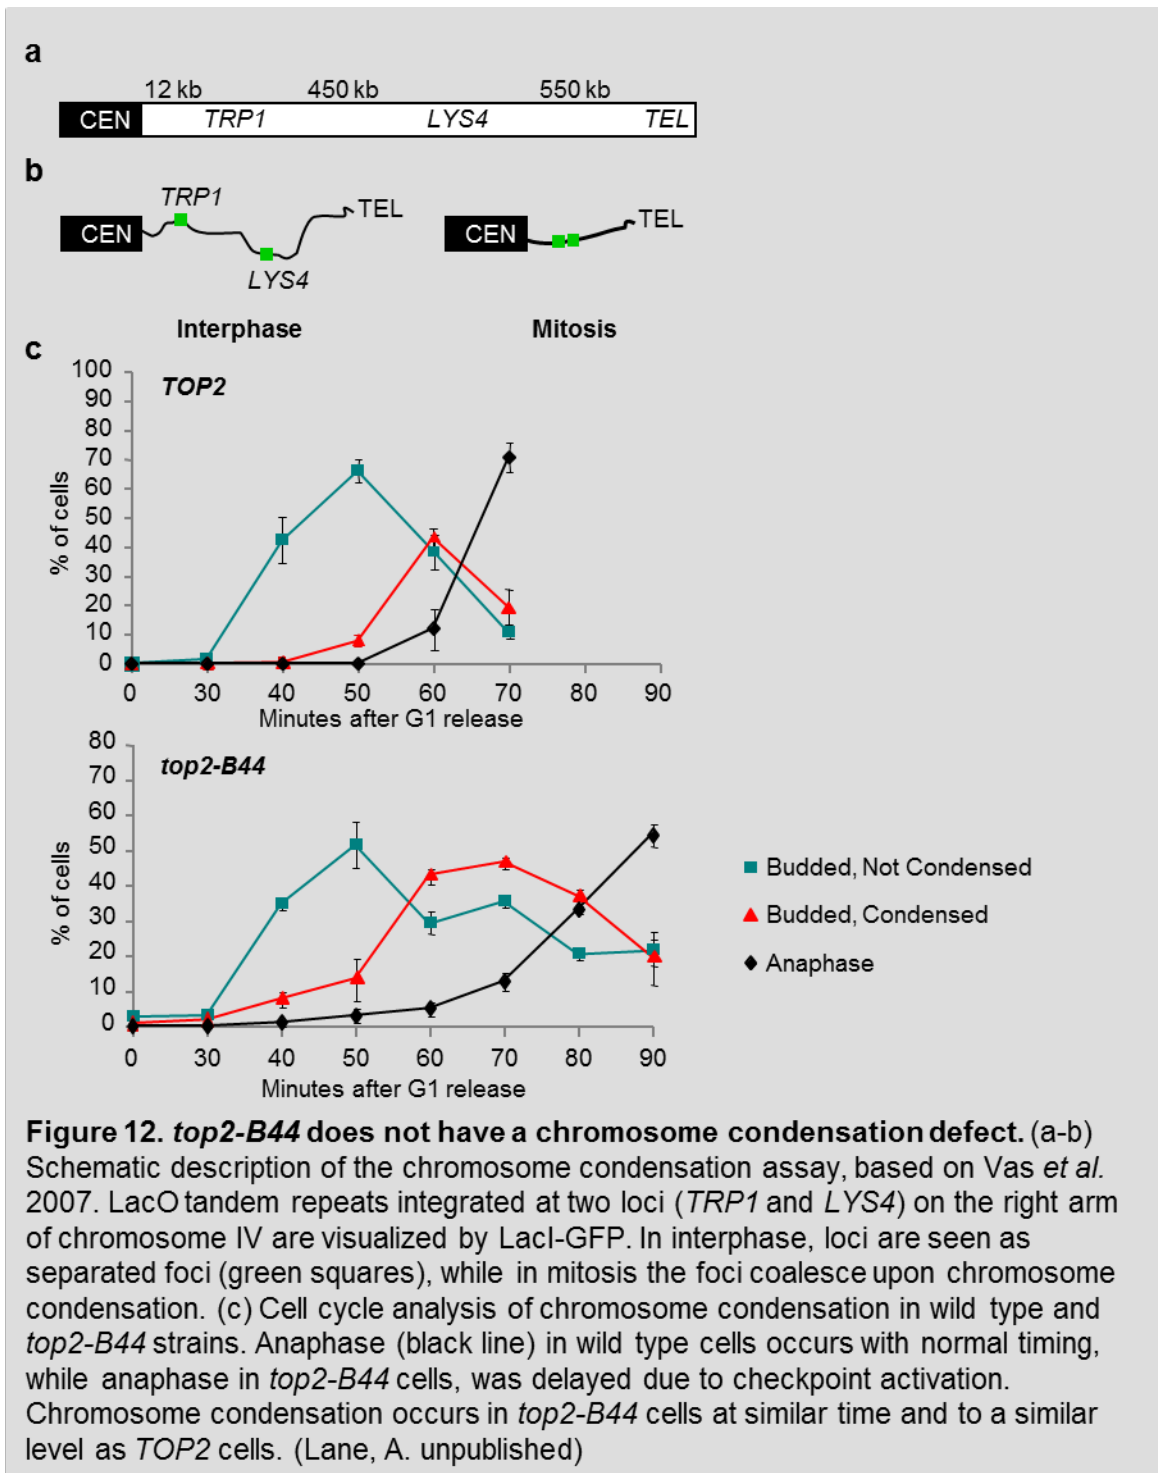 a
12 kb 450 kb 550 kb
CEN TRP1 LYS4 TEL
b
TRP1
CEN TEL CEN TEL
LYS4
Interphase Mitosis
c
100
90
80
70
60
50
40
30
20
10
0
% of cells
TOP2
0 30 40 50 60 70 80 90
Minutes after G1 release
80
70
60
50
40
30
20
10
0
% of cells
top2-B44
0 30 40 50 60 70 80 90
Minutes after G1 release
Budded, Not Condensed
Budded, Condensed
Anaphase
Figure 12. top2-B44 does not have a chromosome condensation defect. (a-b)
Schematic description of the chromosome condensation assay, based on Vas et al.
2007. LacO tandem repeats integrated at two loci (TRP1 and LYS4) on the right arm
of chromosome IV are visualized by LacI-GFP. In interphase, loci are seen as
separated foci (green squares), while in mitosis the foci coalesce upon chromosome
condensation. (c) Cell cycle analysis of chromosome condensation in wild type and
top2-B44 strains. Anaphase (black line) in wild type cells occurs with normal timing,
while anaphase in top2-B44 cells, was delayed due to checkpoint activation.
Chromosome condensation occurs in top2-B44 cells at similar time and to a similar
level as TOP2 cells. (Lane, A. unpublished)